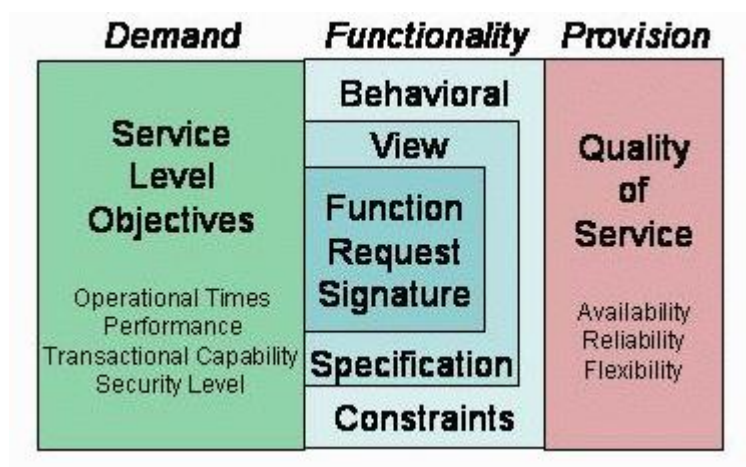 Demand
Functionality
Provision
Service
Level
Objectives
Operational Times
Performance
Transactional Capability
Security Level
Behavioral
View
Function
Request
Signature
Specification
Constraints
Quality
of
Service
Availability
Reliability
Flexibility